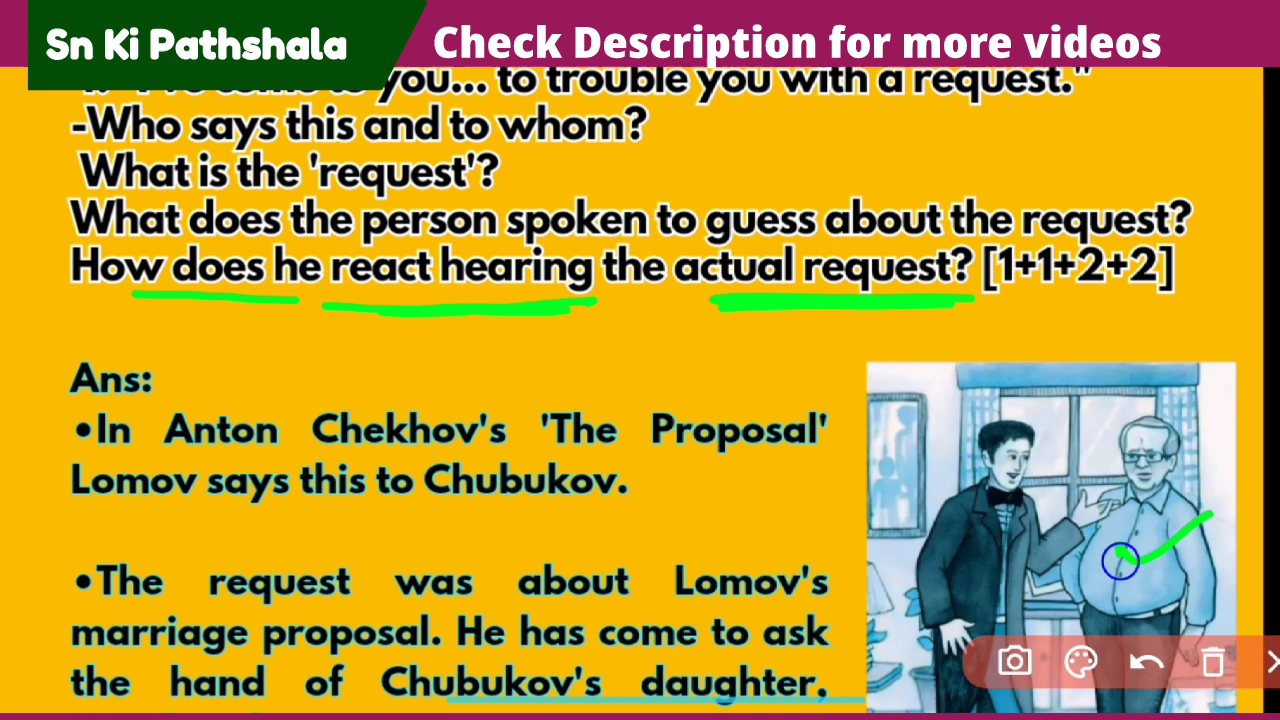 Sn Ki Pathshala
Check Description for more videos
you... to trouble you with a request."
-Who says this and to whom?
What is the 'request'?
What does the person spoken to guess about the request?
How does he react hearing the actual request? [1+1+2+2]
Ans:
•In Anton Chekhov's 'The Proposal'
Lomov says this to Chubukov.
•The request was about Lomov's
marriage proposal. He has come to ask
the hand of Chubukov's daughter,